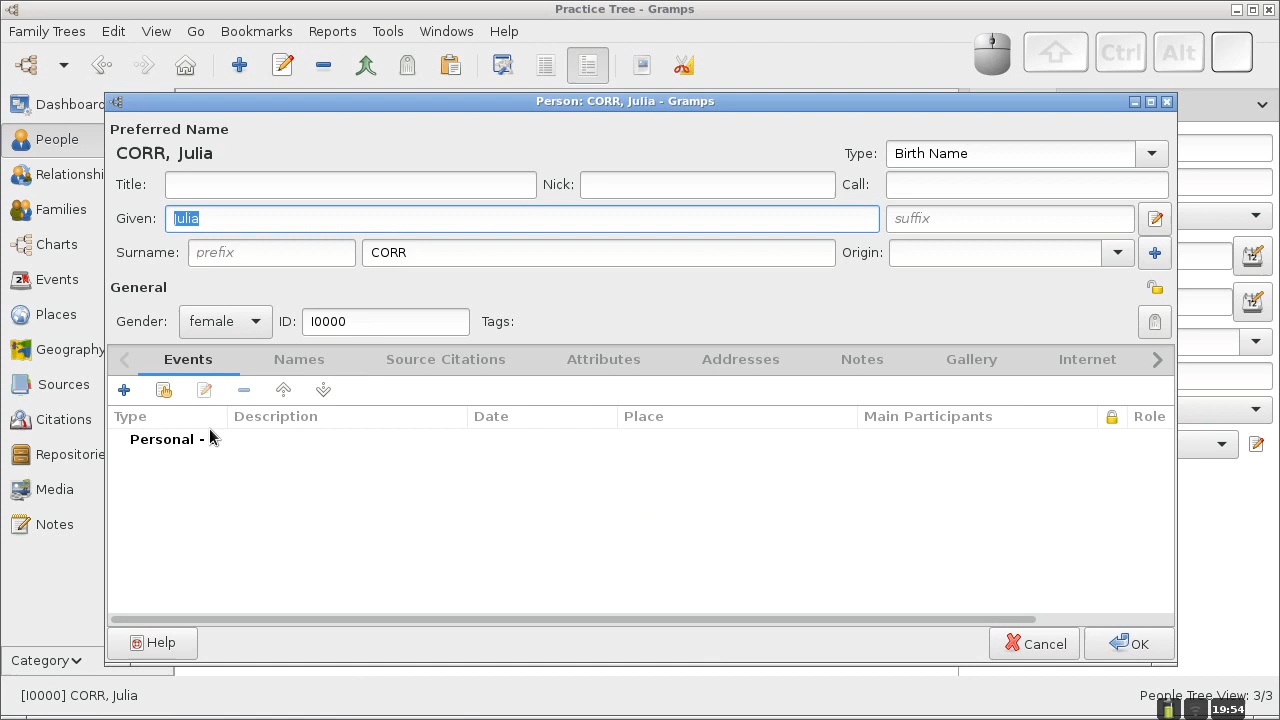 Practice Tree - Gramps
Family Trees Edit View Go Bookmarks Reports Tools Windows Help
Ctrl Alt
Person: CORR, Julia - Gramps
Dashboard
People
Relationshi
Families
Charts
Events
Places
Geography
Sources
Citations
Repositorie
Media
Notes
Category
Preferred Name
CORR, Julia
Type: Birth Name
Title: Nick: Call:
Given: Julia suffix
Surname: prefix CORR Origin:
General
Gender: female ID: I0000 Tags:
Events Names Source Citations Attributes Addresses Notes Gallery Internet
Type Description Date Place Main Participants Role
Personal -
Help Cancel OK
[I0000] CORR, Julia
People Tree View: 3/3
19:54